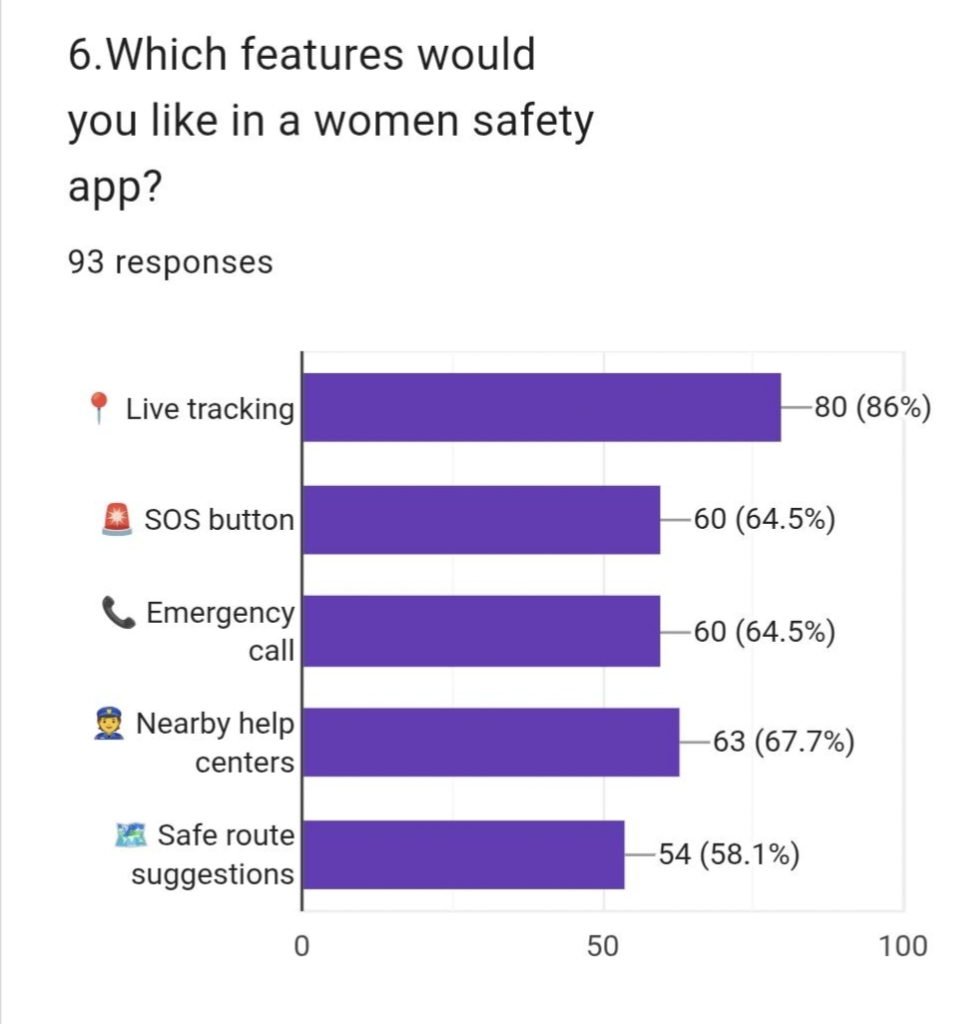 6.Which features would
you like in a women safety
app?
93 responses
Live tracking
80 (86%)
SOS button
60 (64.5%)
Emergency
call
60 (64.5%)
Nearby help
centers
63 (67.7%)
Safe route
suggestions
54 (58.1%)
0 50 100